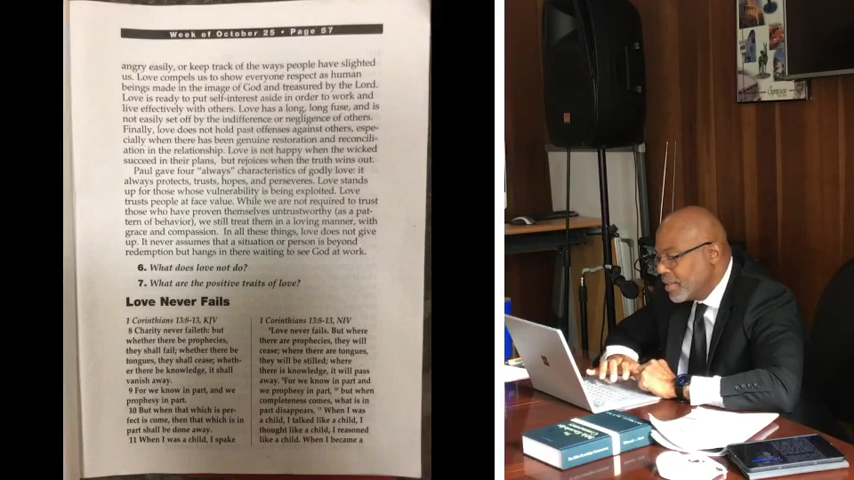 Week of October 25 • Page 57
angry easily, or keep track of the ways people have slighted
us. Love compels us to show everyone respect as human
beings made in the image of God and treasured by the Lord.
Love is ready to put self-interest aside in order to work and
live effectively with others. Love has a long, long fuse, and is
not easily set off by the indifference or negligence of others.
Finally, love does not hold past offenses against others, espe-
cially when there has been genuine restoration and reconcili-
ation in the relationship. Love is not happy when the wicked
succeed in their plans, but rejoices when the truth wins out.
Paul gave four "always" characteristics of godly love: it
always protects, trusts, hopes, and perseveres. Love stands
up for those whose vulnerability is being exploited. Love
trusts people at face value. While we are not required to trust
those who have proven themselves untrustworthy (as a pat-
tern of behavior), we still treat them in a loving manner, with
grace and compassion. In all these things, love does not give
up. It never assumes that a situation or person is beyond
redemption but hangs in there waiting to see God at work.
6. What does love not do?
7. What are the positive traits of love?
Love Never Fails
1 Corinthians 13:8-13, KJV
8 Charity never faileth: but
whether there be prophecies,
they shall fail; whether there be
tongues, they shall cease; wheth-
er there be knowledge, it shall
vanish away.
9 For we know in part, and we
prophesy in part.
10 But when that which is per-
fect is come, then that which in
part shall be done away.
11 When I was a child, I spake
1 Corinthians 13:8-13, NIV
8Love never fails. But where
there are prophecies, they will
cease; where there are tongues,
they will be stilled; where
there is knowledge, it will pass
away. 9For we know in part and
we prophesy in part, 10 but when
completeness comes, what is in
part disappears. 11 When I was
a child, I talked like a child, I
thought like a child, I reasoned
like a child. When I became a